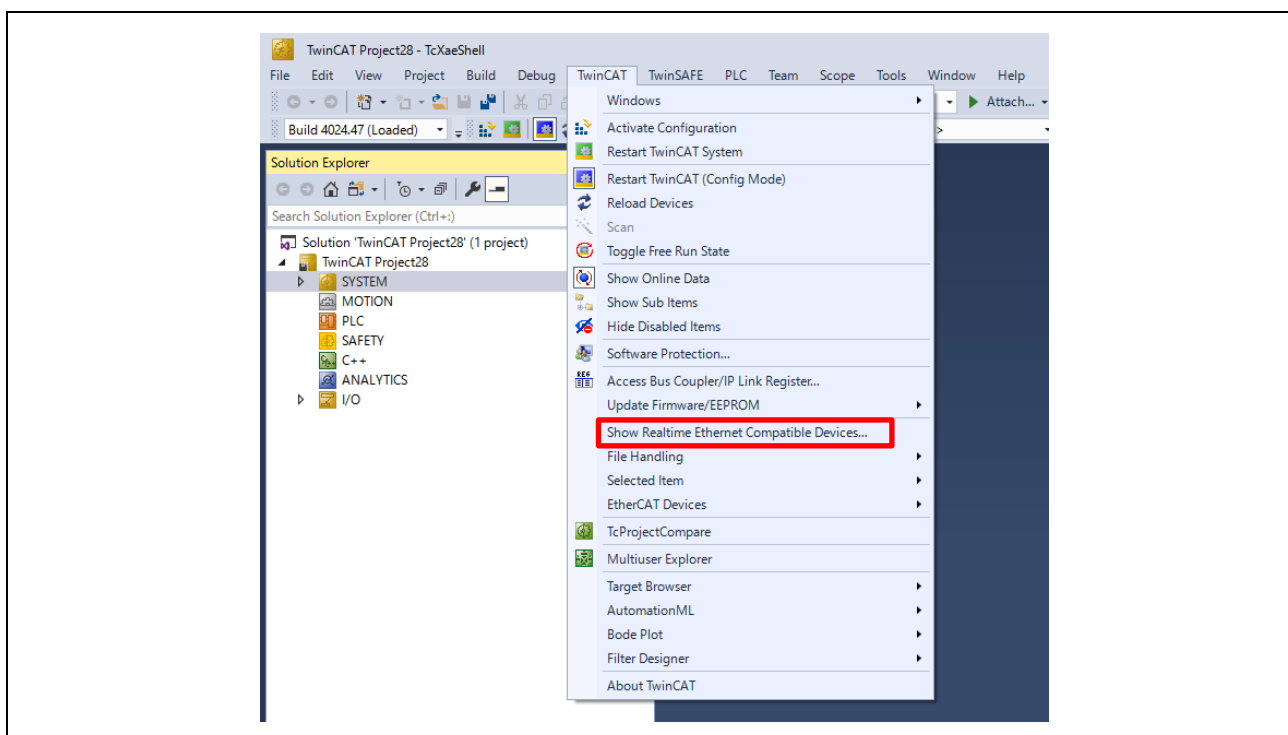 TwinCAT Project28 - TcXaeShell
File Edit View Project Build Debug TwinCAT TwinSAFE PLC Team Scope Tools Window Help
Attach...
Build 4024.47 (Loaded)
Solution Explorer
Search Solution Explorer (Ctrl+:)
Solution 'TwinCAT Project28' (1 project)
TwinCAT Project28
SYSTEM
MOTION
PLC
SAFETY
C++
ANALYTICS
I/O
Windows
Activate Configuration
Restart TwinCAT System
Restart TwinCAT (Config Mode)
Reload Devices
Scan
Toggle Free Run State
Show Online Data
Show Sub Items
Hide Disabled Items
Software Protection...
REG
Access Bus Coupler/IP Link Register...
Update Firmware/EEPROM
Show Realtime Ethernet Compatible Devices...
File Handling
Selected Item
EtherCAT Devices
TcProjectCompare
Multiuser Explorer
Target Browser
AutomationML
Bode Plot
Filter Designer
About TwinCAT